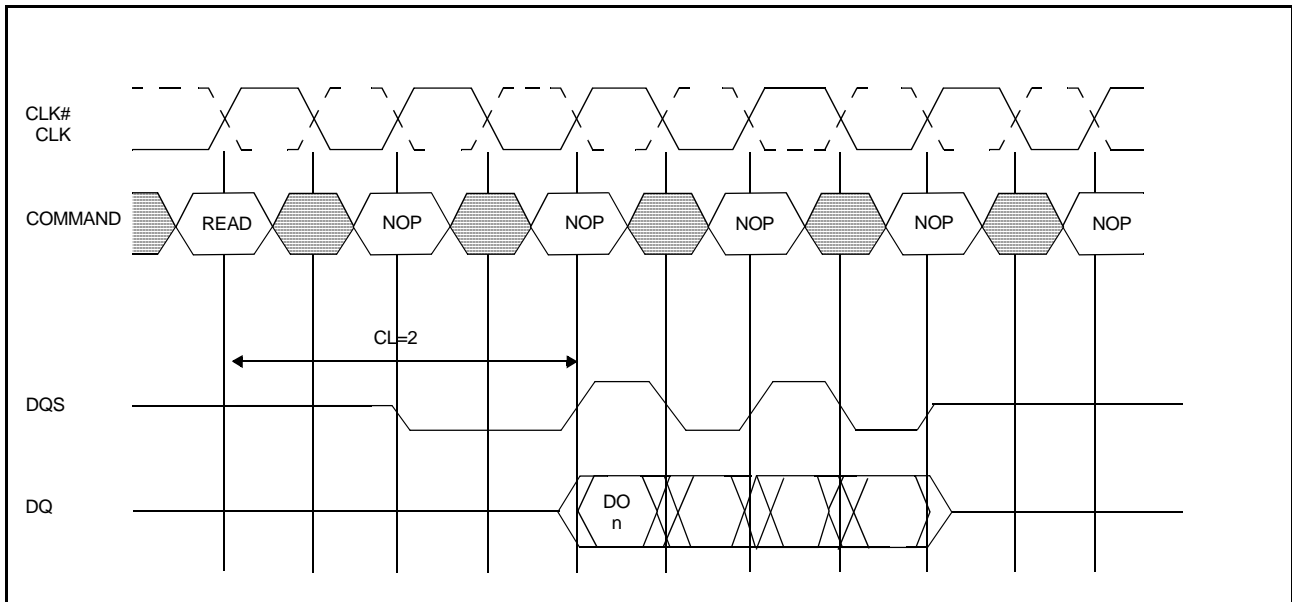 CLK#
CLK
COMMAND READ NOP NOP NOP NOP NOP
CL=2
DQS
DQ
DO
n